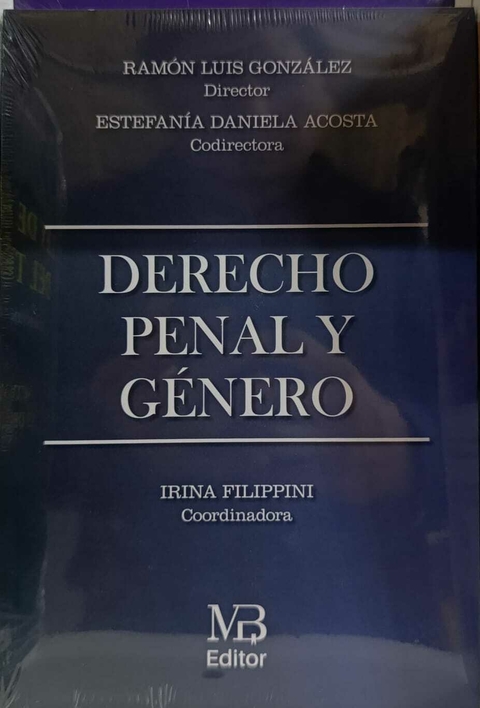 RAMÓN LUIS GONZÁLEZ
Director
ESTEFANÍA DANIELA ACOSTA
Codirectora
DERECHO
PENAL Y
GÉNERO
IRINA FILIPPINI
Coordinadora
MB
Editor